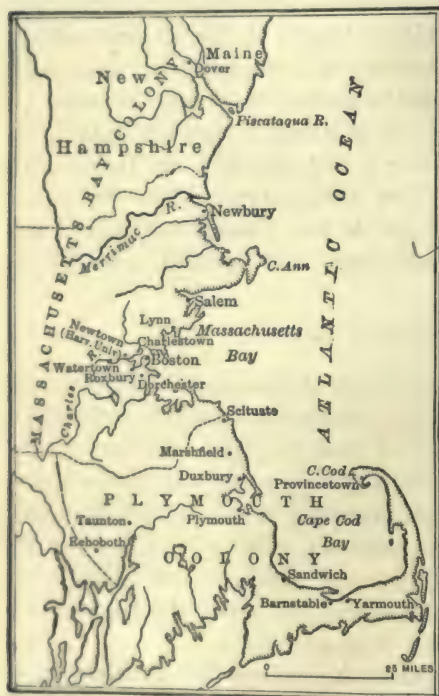 Maine
New
Dover
Hampshire
Piscataqua R.
MASSACHUSETTS BAY COLONY
ATLANTIC OCEAN
Merrimac R.
Newbury
C. Ann
Salem
Lynn
Massachusetts
Bay
Newtown
(Harv. Univ)
Charlestown
Boston
Watertown
Roxbury
Dorchester
Charles R.
Scituate
Marshfield
Duxbury
C. Cod
Provincetown
PLYMOUTH
Taunton
Plymouth
Cape Cod
Bay
Rehoboth
COLONY
Sandwich
Barnstable
Yarmouth
0 25 MILES